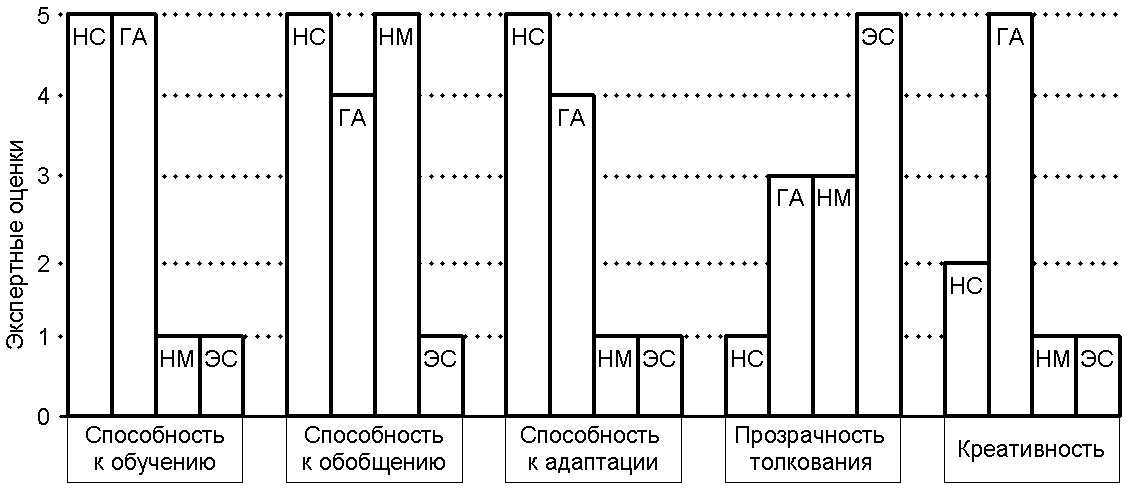 Экспертные оценки
5
4
3
2
1
0
НС ГА НМ ЭС
НС ГА НМ ЭС
НС ГА НМ ЭС
НС ГА НМ ЭС
НС ГА НМ ЭС
Способность
к обучению
Способность
к обобщению
Способность
к адаптации
Прозрачность
толкования
Креативность